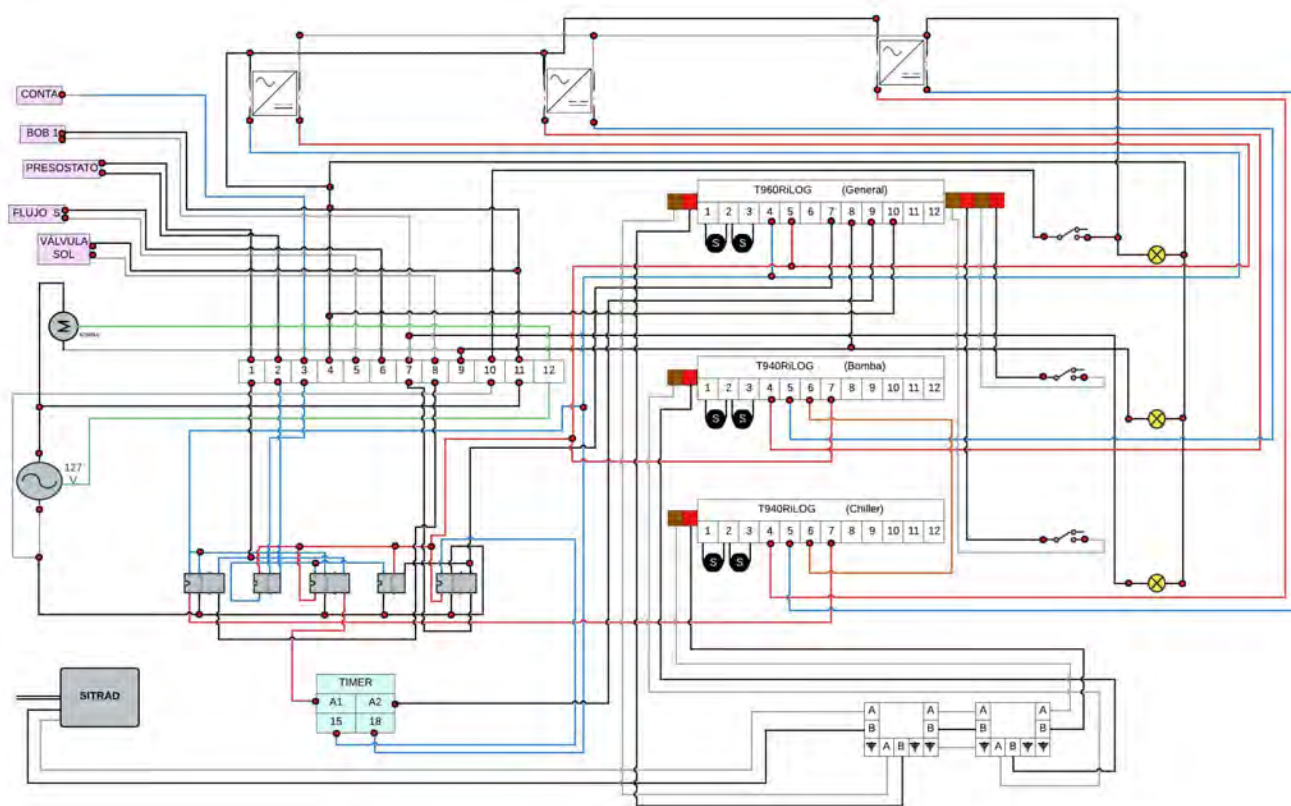 CONTA
BOB 1
PRESOSTATO
FLUJO S
VÁLVULA
SOL
M
127
V
T960RiLOG (General)
1 2 3 4 5 6 7 8 9 10 11 12
S S
T940RiLOG (Bomba)
1 2 3 4 5 6 7 8 9 10 11 12
S S
T940RiLOG (Chiller)
1 2 3 4 5 6 7 8 9 10 11 12
S S
1 2 3 4 5 6 7 8 9 10 11 12
SITRAD
TIMER
A1 A2
15 18
A A A
B B B
A B A B